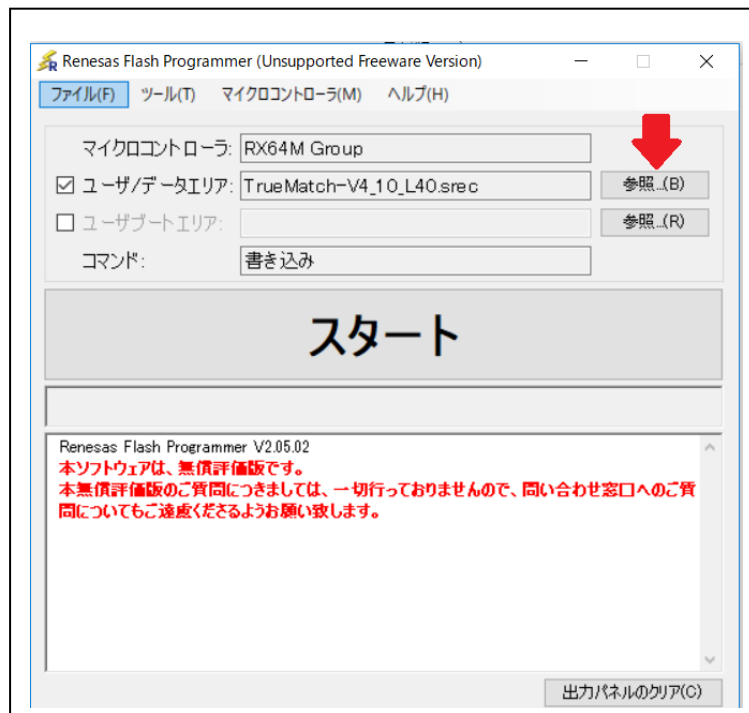 Renesas Flash Programmer (Unsupported Freeware Version)
ファイル(F) ツール(T) マイクロコントローラ(M) ヘルプ(H)
マイクロコントローラ: RX64M Group
ユーザ/データエリア: TrueMatch-V4_10_L40.srec 参照...(B)
ユーザブートエリア: 参照...(R)
コマンド: 書き込み
スタート
Renesas Flash Programmer V2.05.02
本ソフトウェアは、無償評価版です。
本無償評価版のご質問につきましては、一切行っておりませんので、問い合わせ窓口へのご質
問についてもご遠慮くださるようお願い致します。
出力パネルのクリア(C)